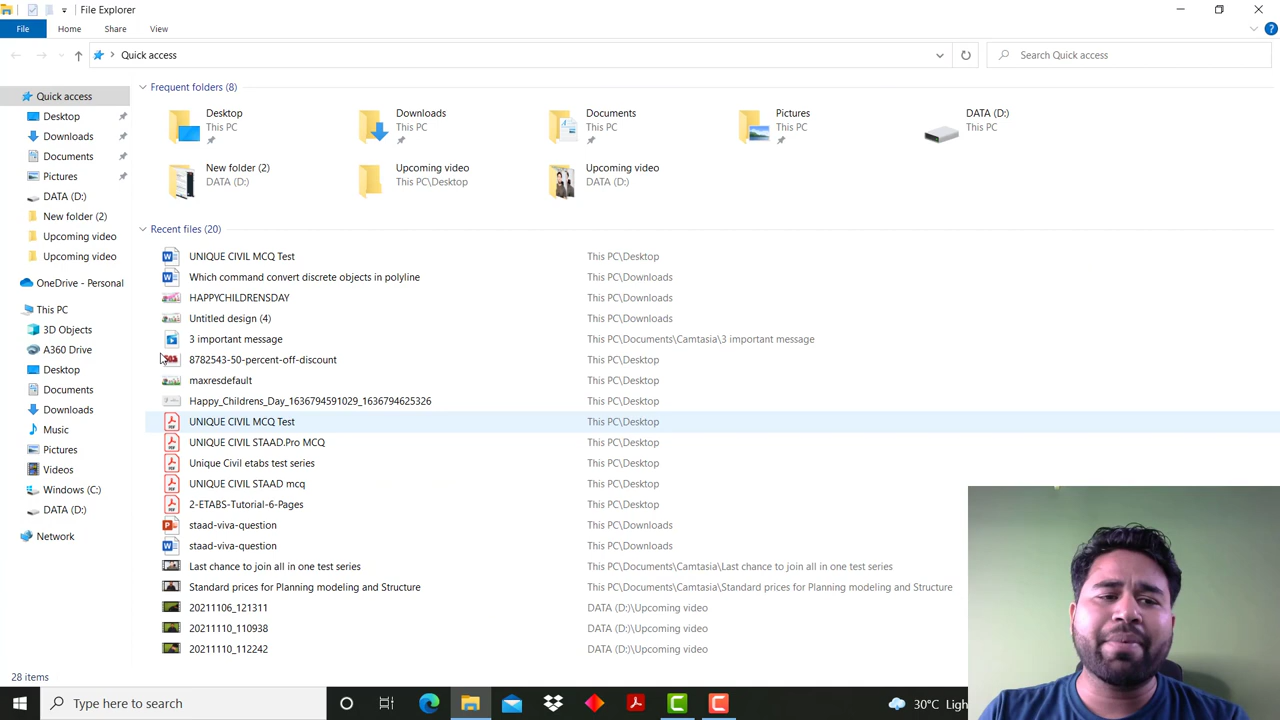 File Explorer
File Home Share View
Quick access Search Quick access
Quick access
Desktop
Downloads
Documents
Pictures
DATA (D:)
New folder (2)
Upcoming video
Upcoming video
OneDrive - Personal
This PC
3D Objects
A360 Drive
Desktop
Documents
Downloads
Music
Pictures
Videos
Windows (C:)
DATA (D:)
Network
Frequent folders (8)
Desktop
This PC
Downloads
This PC
Documents
This PC
Pictures
This PC
DATA (D:)
This PC
New folder (2)
DATA (D:)
Upcoming video
This PC\Desktop
Upcoming video
DATA (D:)
Recent files (20)
UNIQUE CIVIL MCQ Test This PC\Desktop
Which command convert discrete objects in polyline This PC\Downloads
HAPPYCHILDRENSDAY This PC\Downloads
Untitled design (4) This PC\Downloads
3 important message This PC\Documents\Camtasia\3 important message
8782543-50-percent-off-discount This PC\Desktop
maxresdefault This PC\Desktop
Happy_Childrens_Day_1636794591029_1636794625326 This PC\Desktop
UNIQUE CIVIL MCQ Test This PC\Desktop
UNIQUE CIVIL STAAD.Pro MCQ This PC\Desktop
Unique Civil etabs test series This PC\Desktop
UNIQUE CIVIL STAAD mcq This PC\Desktop
2-ETABS-Tutorial-6-Pages This PC\Desktop
staad-viva-question This PC\Downloads
staad-viva-question This PC\Downloads
Last chance to join all in one test series This PC\Documents\Camtasia\Last chance to join all in one test series
Standard prices for Planning modeling and Structure This PC\Documents\Camtasia\Standard prices for Planning modeling and Structure
20211106_121311 DATA (D:)\Upcoming video
20211110_110938 DATA (D:)\Upcoming video
20211110_112242 DATA (D:)\Upcoming video
28 items
Type here to search 30°C Ligh